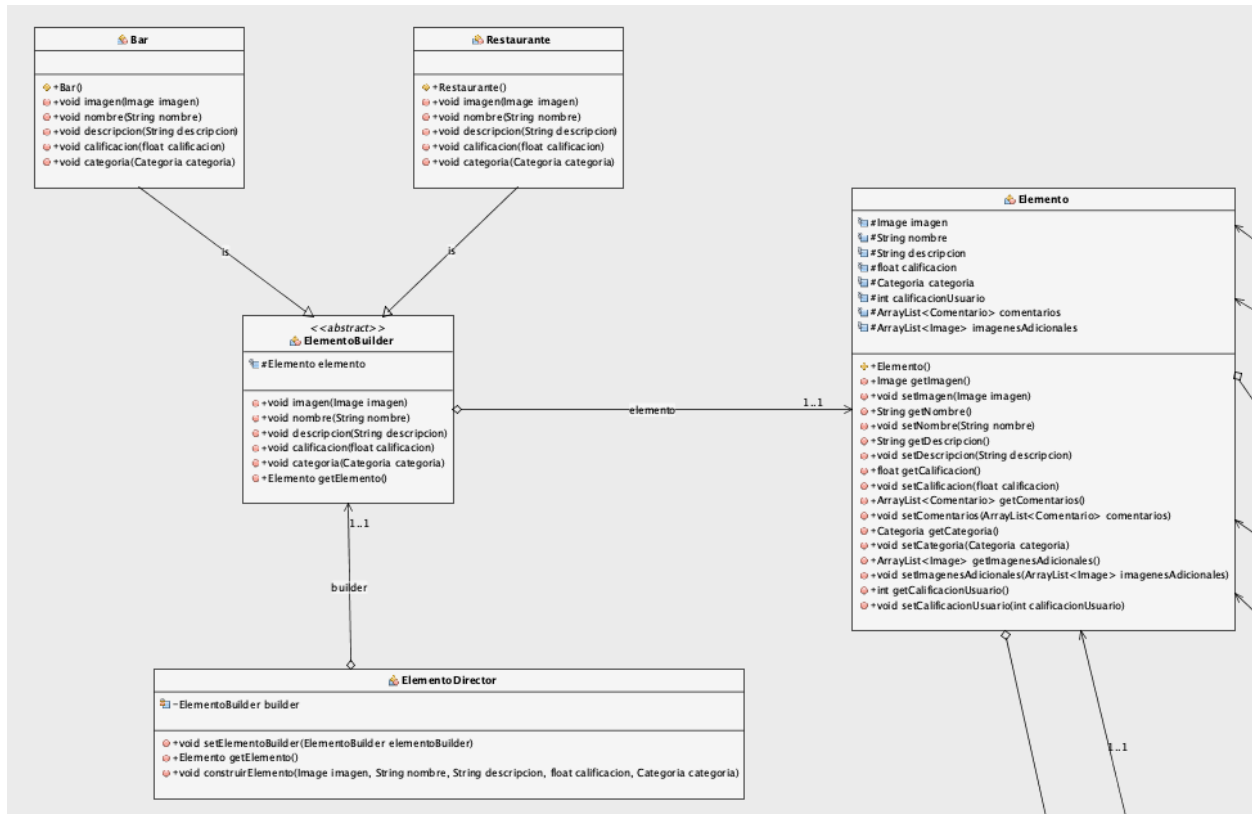 Bar
+Bar()
+void imagen(Image imagen)
+void nombre(String nombre)
+void descripcion(String descripcion)
+void calificacion(float calificacion)
+void categoria(Categoria categoria)
Restaurante
+Restaurante()
+void imagen(Image imagen)
+void nombre(String nombre)
+void descripcion(String descripcion)
+void calificacion(float calificacion)
+void categoria(Categoria categoria)
is
is
<<abstract>>
ElementoBuilder
#Elemento elemento
+void imagen(Image imagen)
+void nombre(String nombre)
+void descripcion(String descripcion)
+void calificacion(float calificacion)
+void categoria(Categoria categoria)
+Elemento getElemento()
elemento
1..1
Elemento
#Image imagen
#String nombre
#String descripcion
#float calificacion
#Categoria categoria
#int calificacionUsuario
#ArrayList<Comentario> comentarios
#ArrayList<Image> imagenesAdicionales
+Elemento()
+Image getImagen()
+void setImagen(Image imagen)
+String getNombre()
+void setNombre(String nombre)
+String getDescripcion()
+void setDescripcion(String descripcion)
+float getCalificacion()
+void setCalificacion(float calificacion)
+ArrayList<Comentario> getComentarios()
+void setComentarios(ArrayList<Comentario> comentarios)
+Categoria getCategoria()
+void setCategoria(Categoria categoria)
+ArrayList<Image> getImagenesAdicionales()
+void setImagenesAdicionales(ArrayList<Image> imagenesAdicionales)
+int getCalificacionUsuario()
+void setCalificacionUsuario(int calificacionUsuario)
1..1
builder
ElementoDirector
-ElementoBuilder builder
+void setElementoBuilder(ElementoBuilder elementoBuilder)
+Elemento getElemento()
+void construirElemento(Image imagen, String nombre, String descripcion, float calificacion, Categoria categoria)
1..1